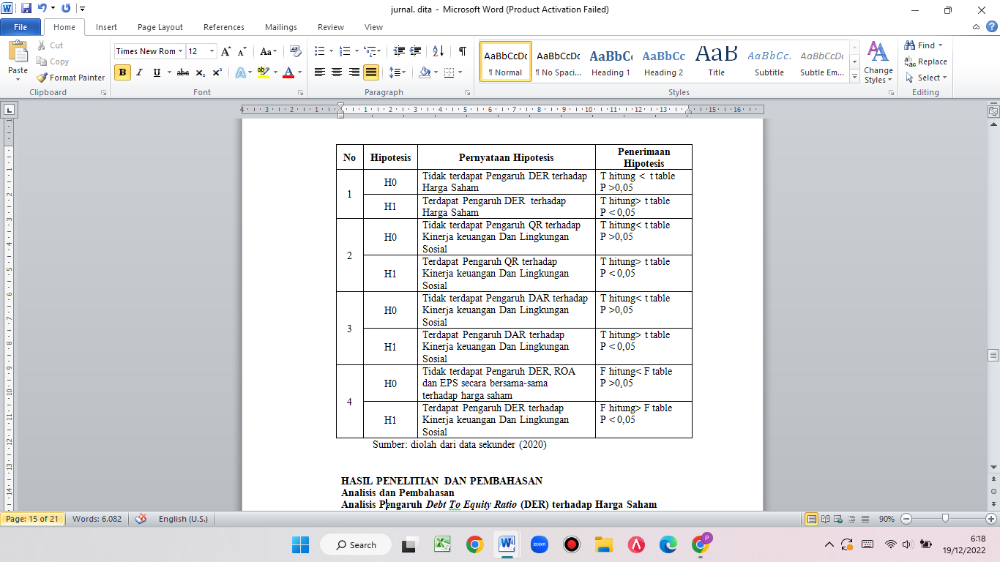 jurnal. dita - Microsoft Word (Product Activation Failed)
File Home Insert Page Layout References Mailings Review View
Paste
Cut
Copy
Format Painter
Clipboard
Times New Rom 12
Font
Paragraph
AaBbCcDc AaBbCcDc AaBbCc AaBbCc AaB AaBbCc. AaBbCcDc
¶ Normal ¶ No Spaci... Heading 1 Heading 2 Title Subtitle Subtle Em...
Change Styles
Styles
Find
Replace
Select
Editing
No Hipotesis Pernyataan Hipotesis Penerimaan
Hipotesis
1
H0
Tidak terdapat Pengaruh DER terhadap
Harga Saham
T hitung < t table
P >0,05
H1
Terdapat Pengaruh DER terhadap
Harga Saham
T hitung> t table
P < 0,05
2
H0
Tidak terdapat Pengaruh QR terhadap
Kinerja keuangan Dan Lingkungan
Sosial
T hitung< t table
P >0,05
H1
Terdapat Pengaruh QR terhadap
Kinerja keuangan Dan Lingkungan
Sosial
T hitung> t table
P < 0,05
3
H0
Tidak terdapat Pengaruh DAR terhadap
Kinerja keuangan Dan Lingkungan
Sosial
T hitung< t table
P >0,05
H1
Terdapat Pengaruh DAR terhadap
Kinerja keuangan Dan Lingkungan
Sosial
T hitung> t table
P < 0,05
4
H0
Tidak terdapat Pengaruh DER, ROA
dan EPS secara bersama-sama
terhadap harga saham
F hitung< F table
P >0,05
H1
Terdapat Pengaruh DER terhadap
Kinerja keuangan Dan Lingkungan
Sosial
F hitung> F table
P < 0,05
Sumber: diolah dari data sekunder (2020)
HASIL PENELITIAN DAN PEMBAHASAN
Analisis dan Pembahasan
Analisis Pengaruh Debt To Equity Ratio (DER) terhadap Harga Saham
Page: 15 of 21 Words: 6.082 English (U.S.) 90%
Search
zoom
6:18
19/12/2022